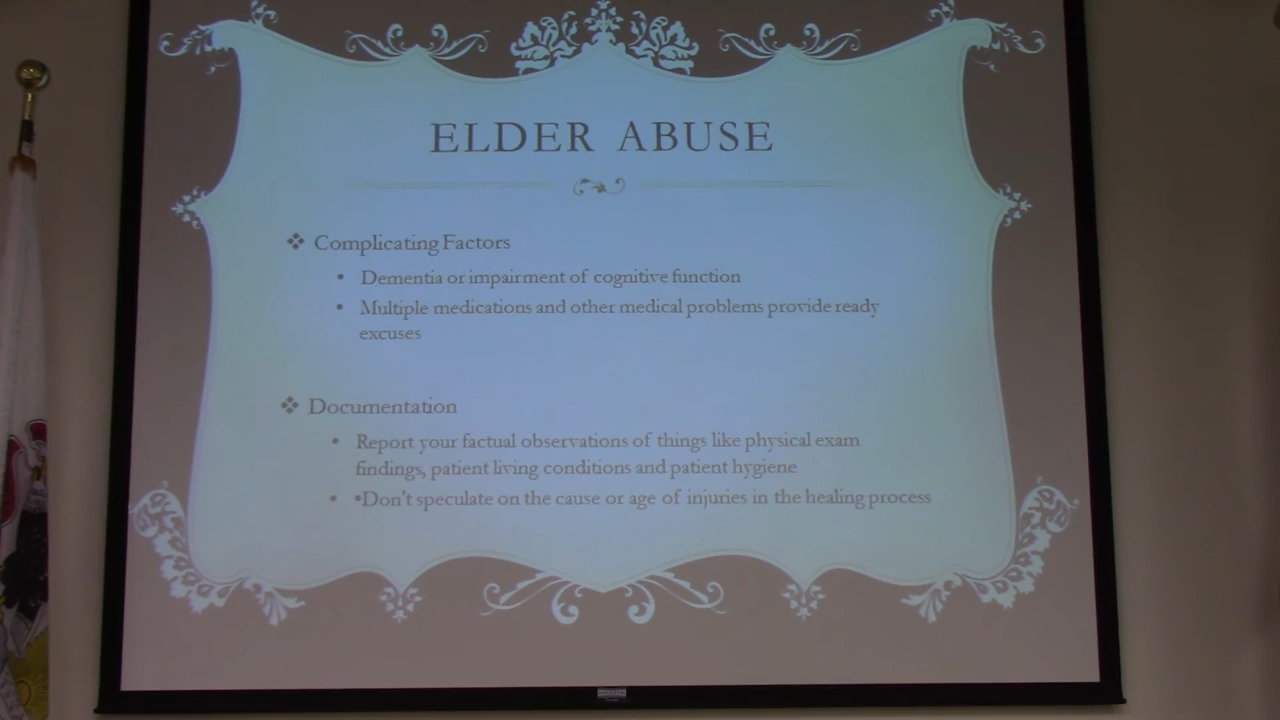 ELDER ABUSE
❖ Complicating Factors
• Dementia or impairment of cognitive function
• Multiple medications and other medical problems provide ready
excuses
❖ Documentation
• Report your factual observations of things like physical exam
findings, patient living conditions and patient hygiene
• •Don't speculate on the cause or age of injuries in the healing process